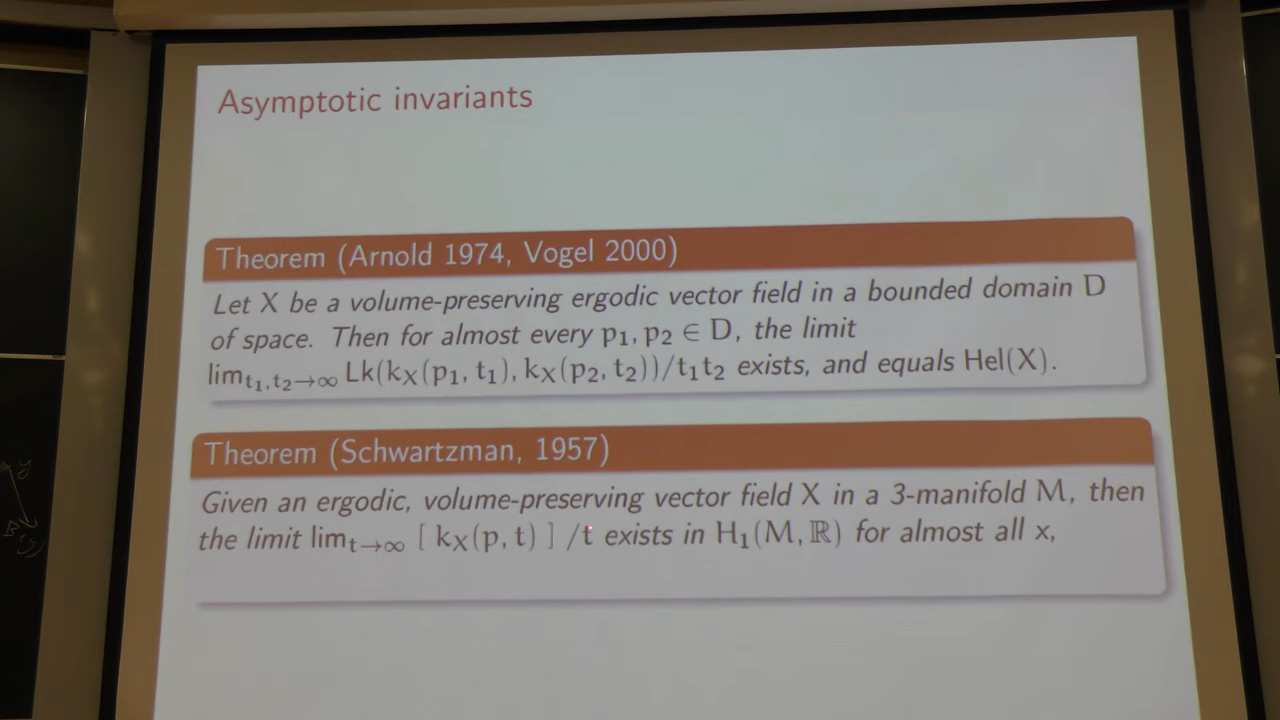 Asymptotic invariants
Theorem (Arnold 1974, Vogel 2000)
Let X be a volume-preserving ergodic vector field in a bounded domain D
of space. Then for almost every p₁, p₂ ∈ D, the limit
lim_{t₁,t₂→∞} Lk(k_X(p₁, t₁), k_X(p₂, t₂))/t₁t₂ exists, and equals Hel(X).
Theorem (Schwartzman, 1957)
Given an ergodic, volume-preserving vector field X in a 3-manifold M, then
the limit lim_{t→∞} [ k_X(p, t) ] /t exists in H₁(M, ℝ) for almost all x,